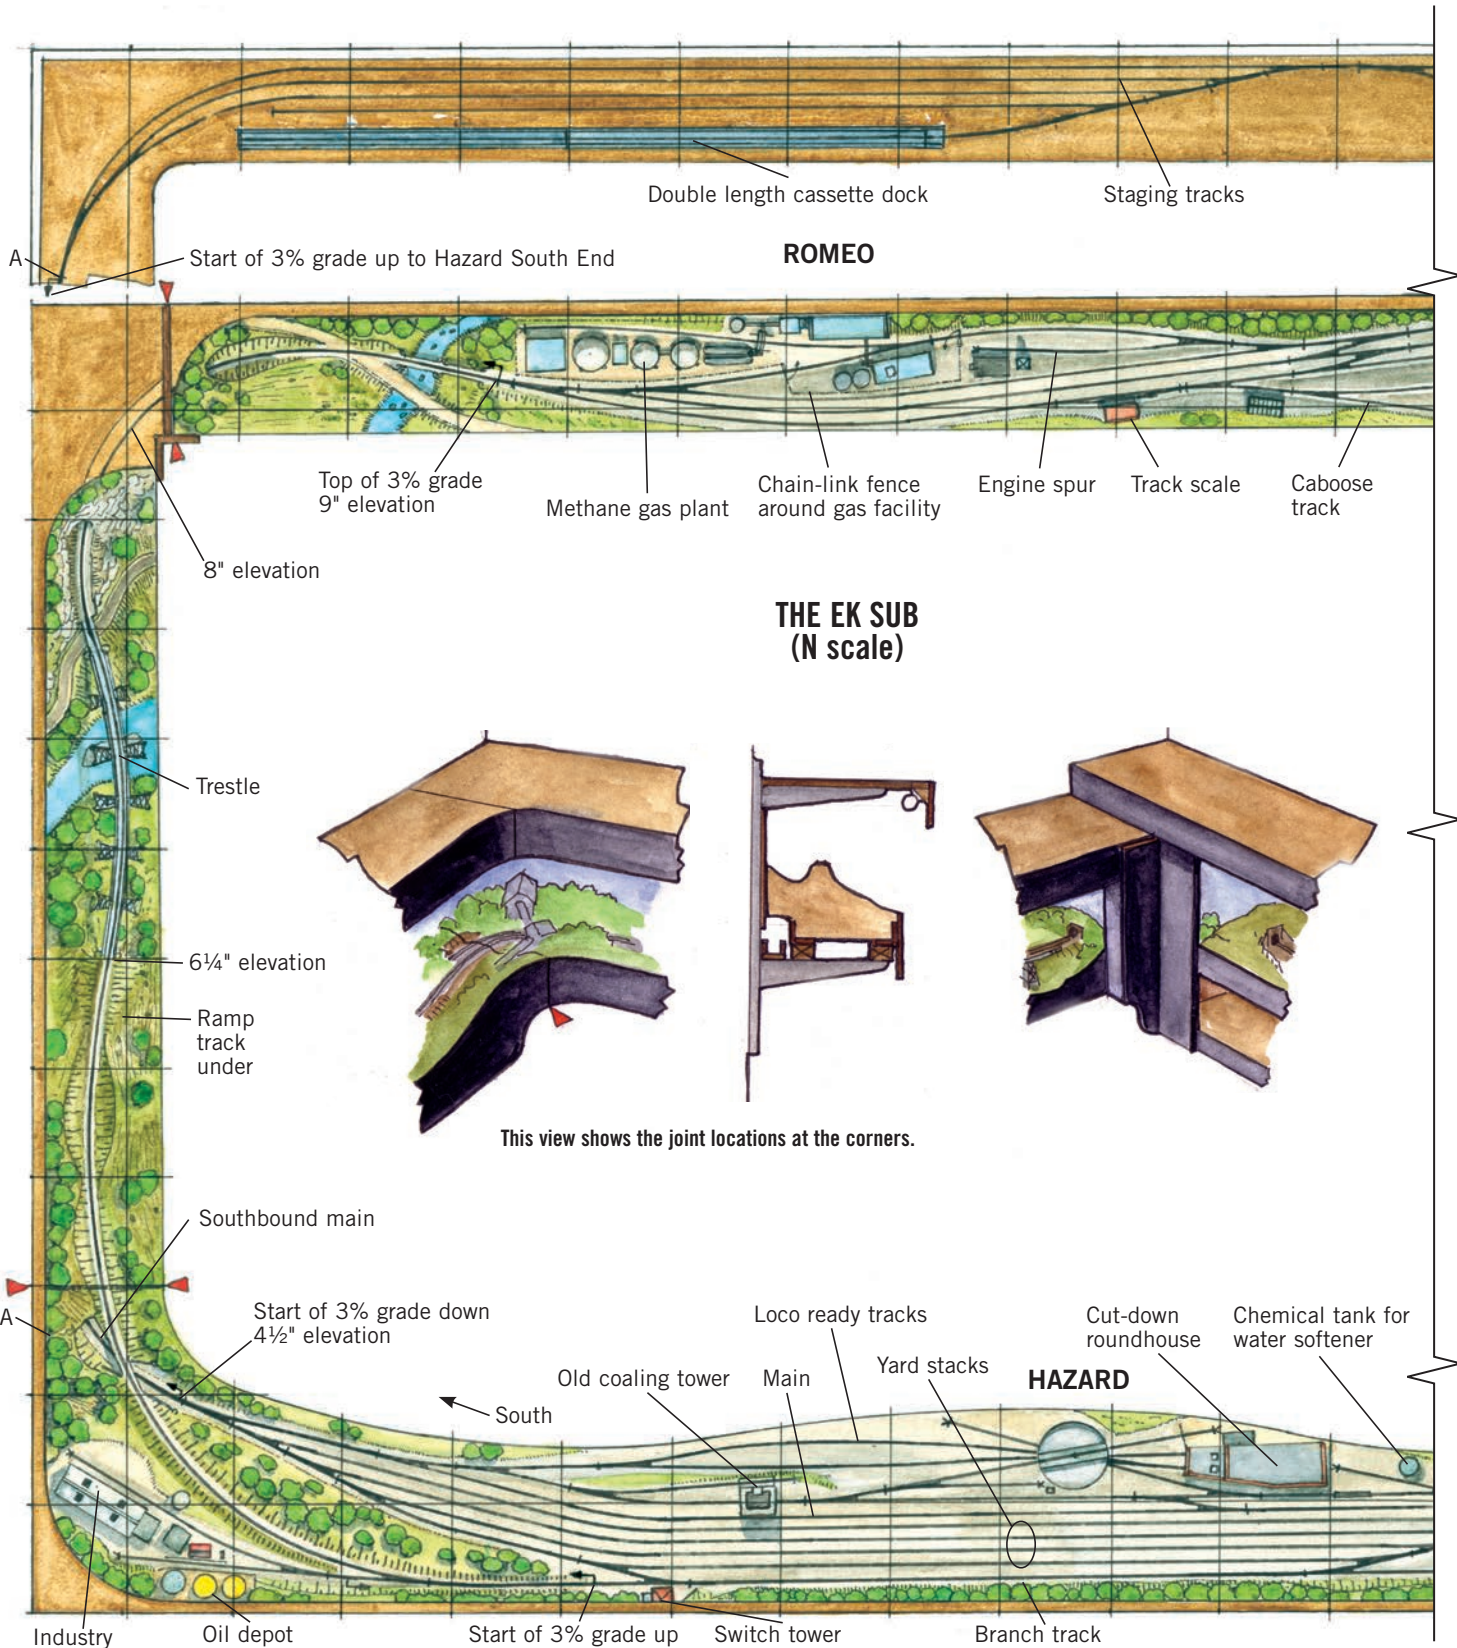 Double length cassette dock
Staging tracks
A
Start of 3% grade up to Hazard South End
ROMEO
Top of 3% grade
9" elevation
Methane gas plant
Chain-link fence
around gas facility
Engine spur
Track scale
Caboose
track
8" elevation
THE EK SUB
(N scale)
Trestle
6¼" elevation
Ramp
track
under
This view shows the joint locations at the corners.
Southbound main
A
Start of 3% grade down
4½" elevation
South
Old coaling tower
Loco ready tracks
Main
Yard stacks
HAZARD
Cut-down
roundhouse
Chemical tank for
water softener
Industry
Oil depot
Start of 3% grade up
Switch tower
Branch track